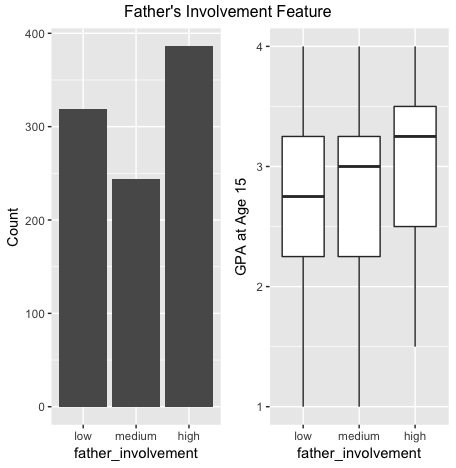 Father's Involvement Feature
Count
400
300
200
100
0
low medium high
father_involvement
GPA at Age 15
4
3
2
1
low medium high
father_involvement